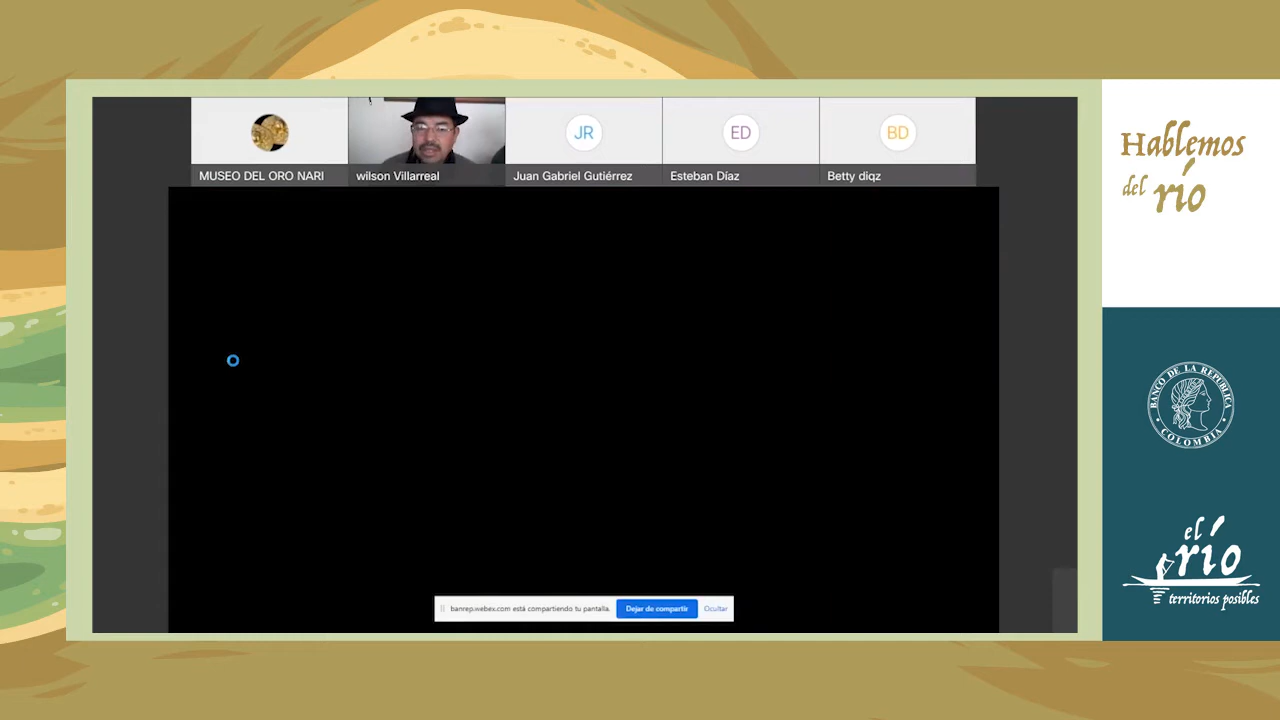 JR
ED
BD
MUSEO DEL ORO NARI
wilson Villarreal
Juan Gabriel Gutiérrez
Esteban Díaz
Betty diqz
banrep.webex.com está compartiendo tu pantalla.
Dejar de compartir
Ocultar
Hablemos
del río
BANCO DE LA REPUBLICA
COLOMBIA
el
río
territorios posibles